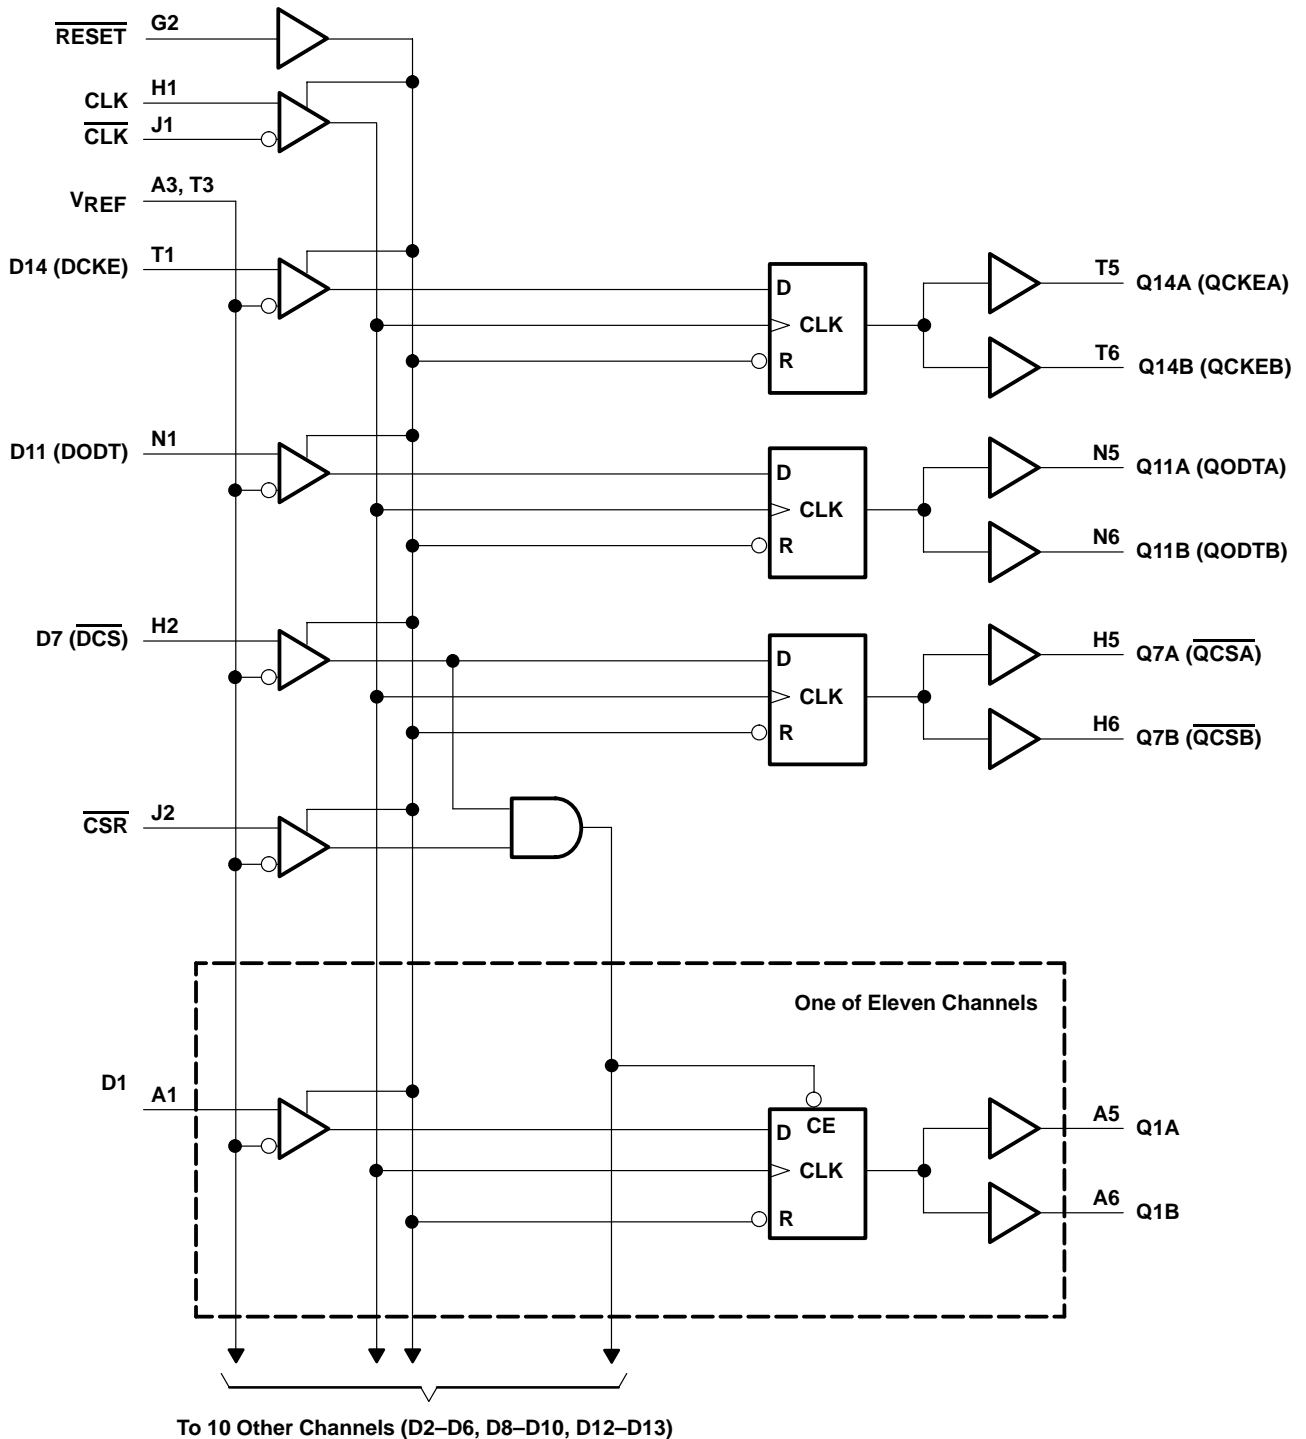 RESET G2
CLK H1
CLK J1
VREF A3, T3
D14 (DCKE) T1
D
CLK
R
T5 Q14A (QCKEA)
T6 Q14B (QCKEB)
D11 (DODT) N1
D
CLK
R
N5 Q11A (QODTA)
N6 Q11B (QODTB)
D7 (DCS) H2
D
CLK
R
H5 Q7A (QCSA)
H6 Q7B (QCSB)
CSR J2
One of Eleven Channels
D1 A1
CE
D
CLK
R
A5 Q1A
A6 Q1B
To 10 Other Channels (D2–D6, D8–D10, D12–D13)